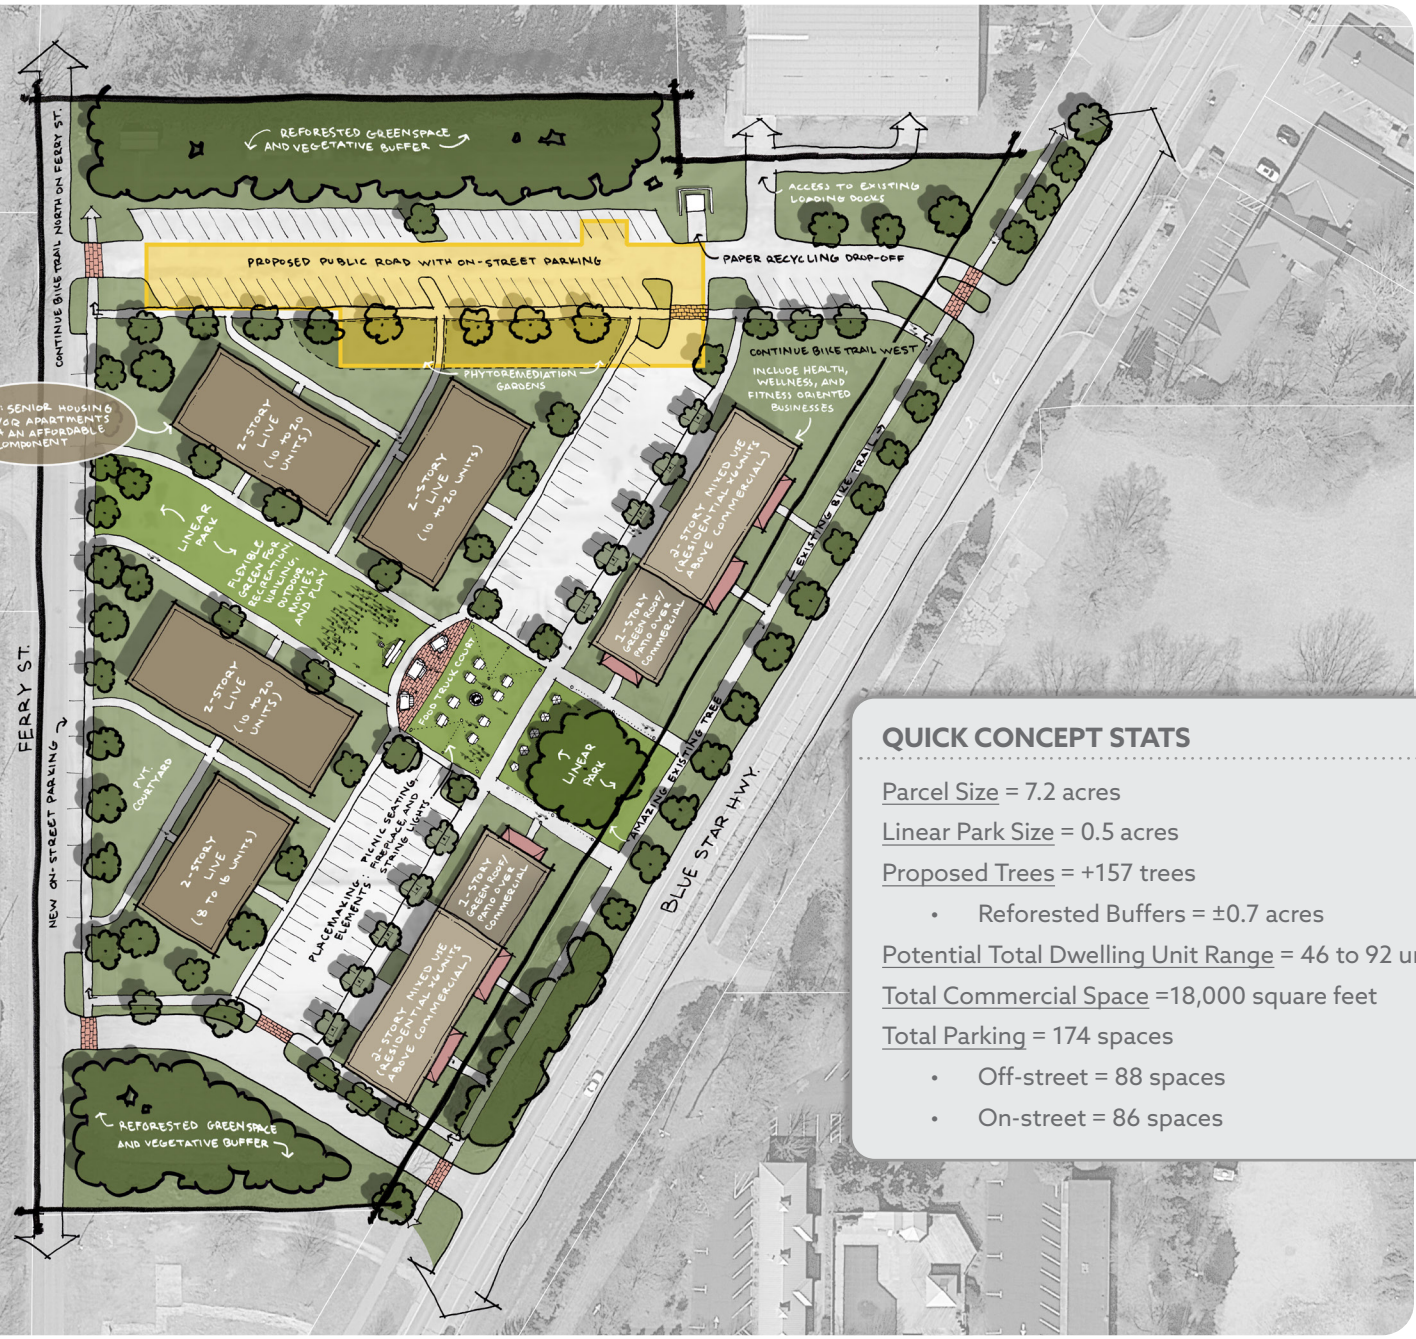 CONTINUE BIKE TRAIL NORTH ON FERRY ST.
REFORESTED GREENSPACE
AND VEGETATIVE BUFFER
ACCESS TO EXISTING
LOADING DOCKS
PROPOSED PUBLIC ROAD WITH ON-STREET PARKING
PAPER RECYCLING DROP-OFF
PHYTOREMEDIATION
GARDENS
CONTINUE BIKE TRAIL WEST
INCLUDE HEALTH,
WELLNESS, AND
FITNESS ORIENTED
BUSINESSES
SENIOR HOUSING
OR APARTMENTS
AN AFFORDABLE
COMPONENT
2-STORY
LIVE
(10 TO 20
UNITS)
2-STORY
LIVE
(10 TO 20 UNITS)
2-STORY MIXED USE
(RESIDENTIAL X6 UNITS
ABOVE COMMERCIAL)
1-STORY
GREEN ROOF/
PATIO OVER
COMMERCIAL
EXISTING BIKE TRAILS
LINEAR
PARK
FLEXIBLE
GREEN FOR
RECREATION,
WALKING,
OUTDOOR
MOVIES,
AND PLAY
FOOD TRUCK COURT
2-STORY
LIVE
(10 TO 20
UNITS)
LINEAR
PARK
AMAZING EXISTING TREE
FERRY ST.
NEW ON-STREET PARKING
PVT.
COURTYARD
2-STORY
LIVE
(8 TO 16 UNITS)
PLACEMAKING : PICNIC SEATING,
ELEMENTS FIREPLACE, AND
STRING LIGHTS
1-STORY
GREEN ROOF/
PATIO OVER
COMMERCIAL
2-STORY MIXED USE
(RESIDENTIAL X6 UNITS
ABOVE COMMERCIAL)
BLUE STAR HWY.
REFORESTED GREENSPACE
AND VEGETATIVE BUFFER
QUICK CONCEPT STATS
Parcel Size = 7.2 acres
Linear Park Size = 0.5 acres
Proposed Trees = +157 trees
• Reforested Buffers = ±0.7 acres
Potential Total Dwelling Unit Range = 46 to 92 u
Total Commercial Space =18,000 square feet
Total Parking = 174 spaces
• Off-street = 88 spaces
• On-street = 86 spaces